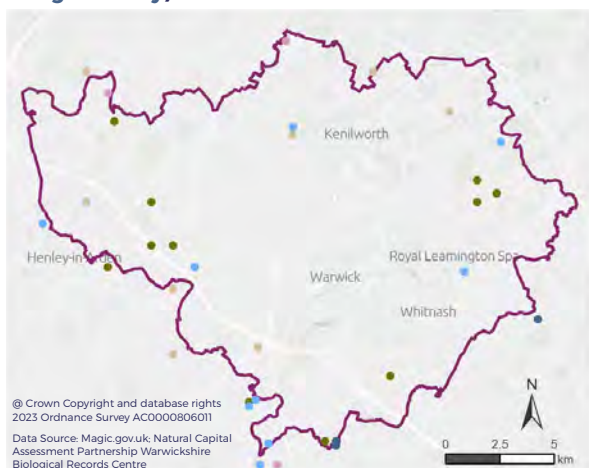 Kenilworth
Henley-in-Arden
Royal Leamington Spa
Warwick
Whitnash
@ Crown Copyright and database rights
2023 Ordnance Survey AC0000806011
Data Source: Magic.gov.uk; Natural Capital
Assessment Partnership Warwickshire
Biological Records Centre
N
0 2.5 5
km